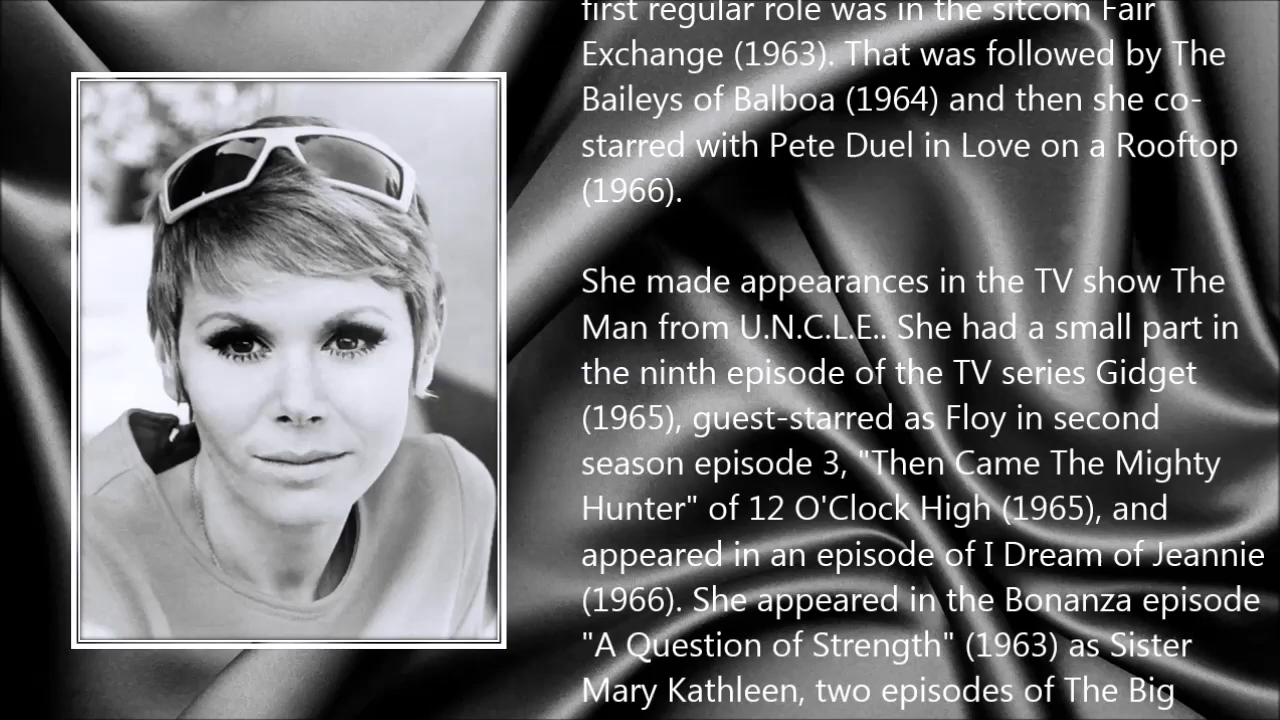 first regular role was in the sitcom Fair
Exchange (1963). That was followed by The
Baileys of Balboa (1964) and then she co-
starred with Pete Duel in Love on a Rooftop
(1966).
She made appearances in the TV show The
Man from U.N.C.L.E.. She had a small part in
the ninth episode of the TV series Gidget
(1965), guest-starred as Floy in second
season episode 3, "Then Came The Mighty
Hunter" of 12 O'Clock High (1965), and
appeared in an episode of I Dream of Jeannie
(1966). She appeared in the Bonanza episode
"A Question of Strength" (1963) as Sister
Mary Kathleen, two episodes of The Big